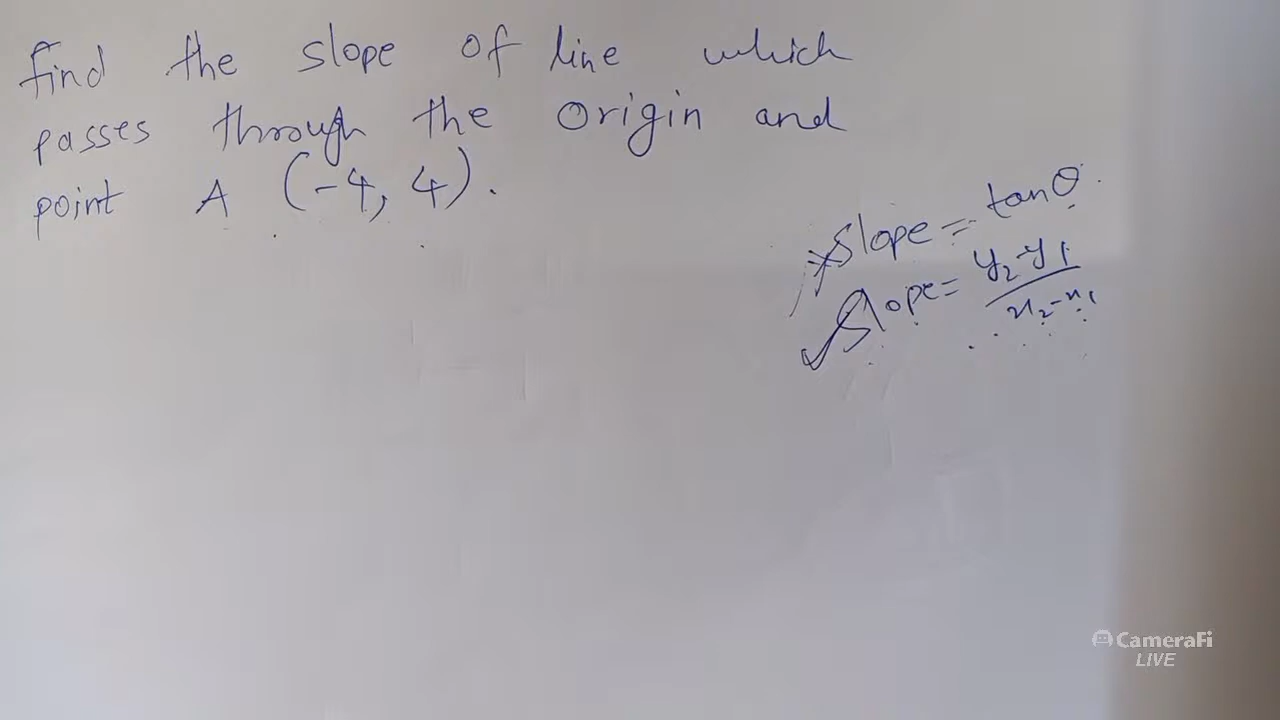 find the slope of line which
passes through the origin and
point A (-4, 4).
Slope = tanθ
Slope = y₂-y₁/x₂-x₁
CameraFi
LIVE